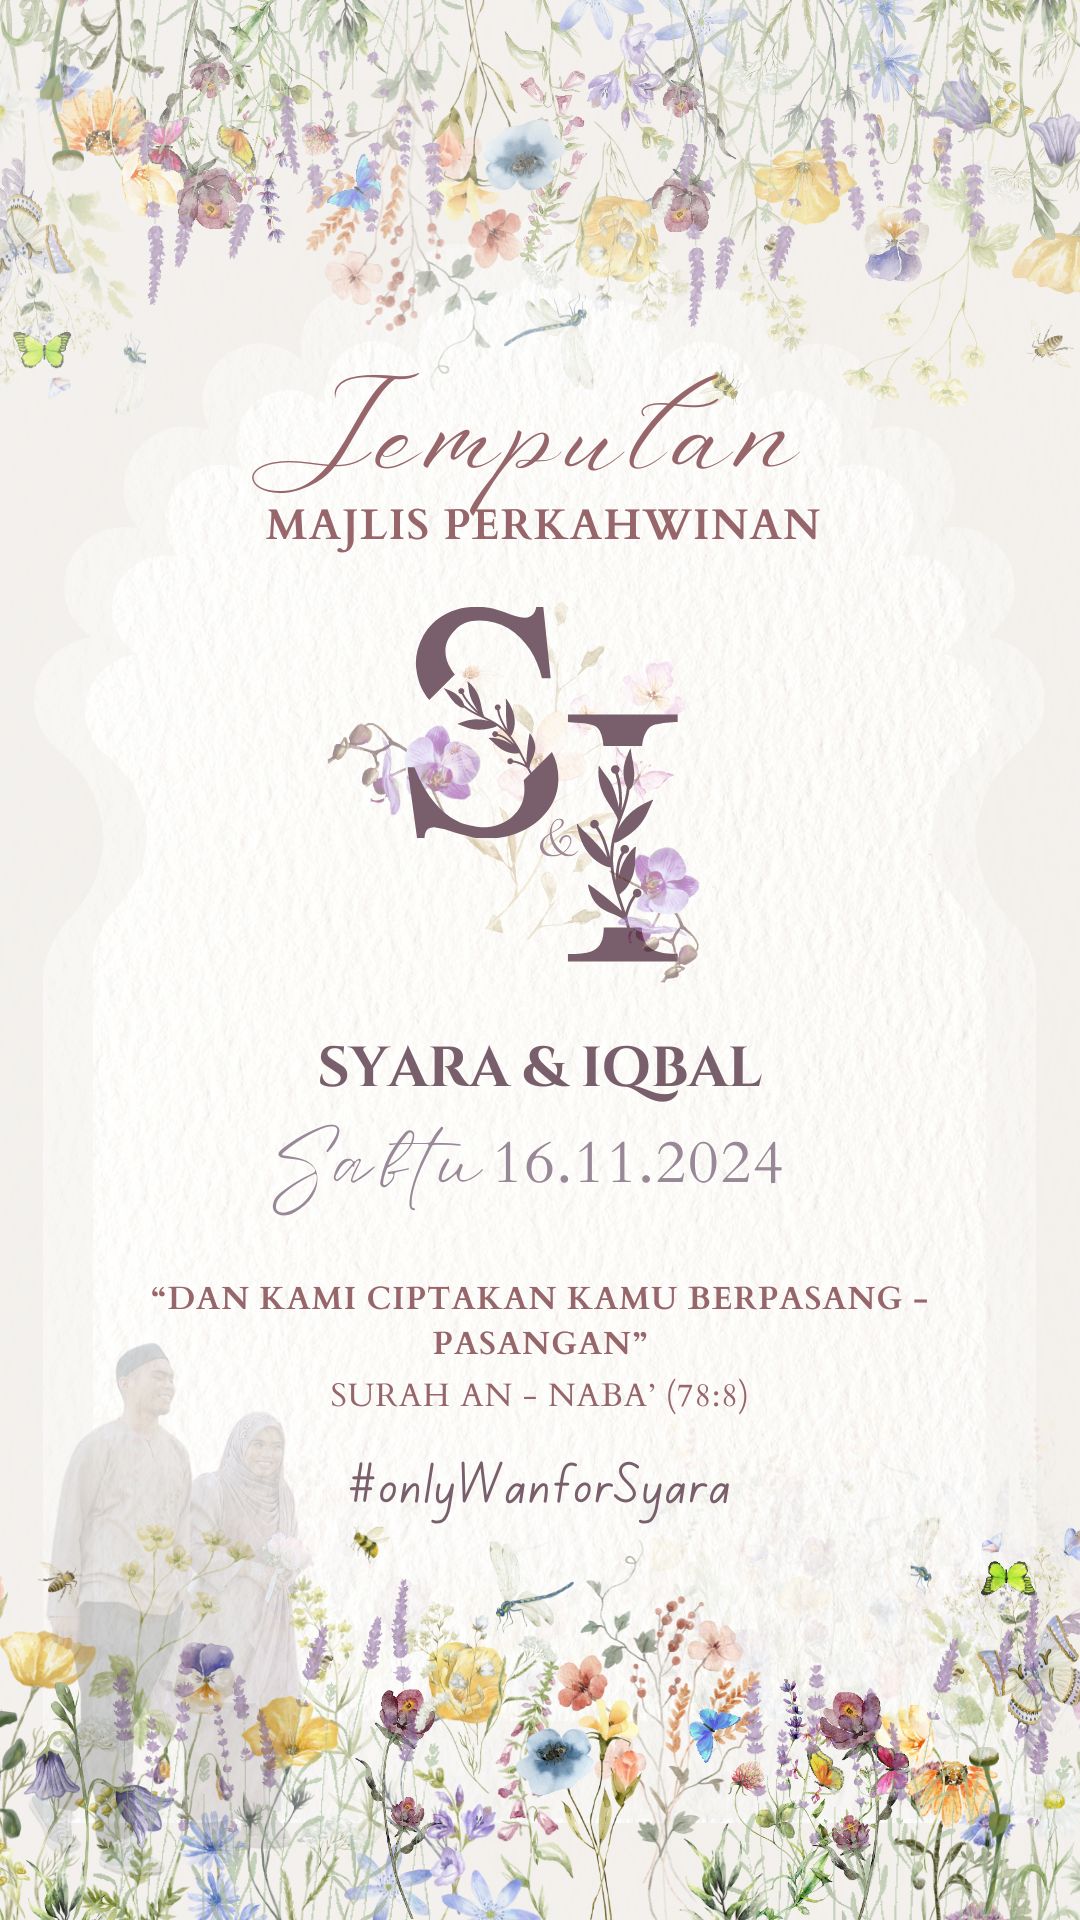 Jemputan
MAJLIS PERKAHWINAN
S
&
I
SYARA & IQBAL
Sabtu 16.11.2024
“DAN KAMI CIPTAKAN KAMU BERPASANG -
PASANGAN”
SURAH AN - NABA’ (78:8)
#onlyWanforSyara